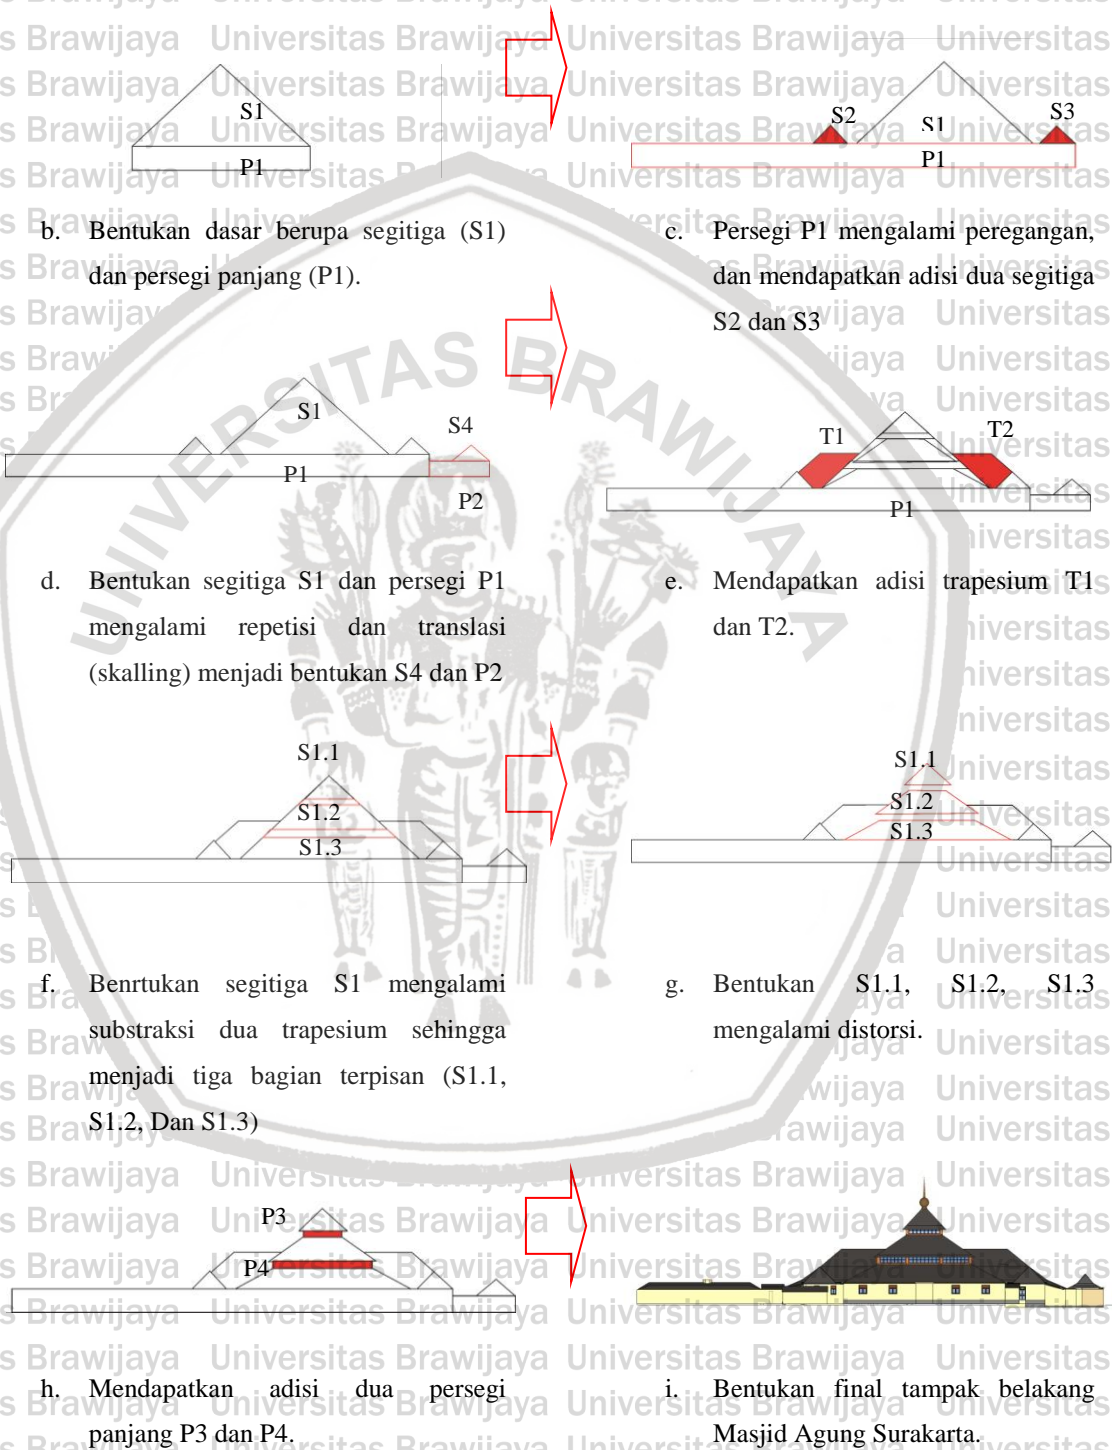 S1
P1
S2
S1
S3
P1
b. Bentukan dasar berupa segitiga (S1)
dan persegi panjang (P1).
c. Persegi P1 mengalami peregangan,
dan mendapatkan adisi dua segitiga
S2 dan S3
S1
S4
P1
P2
T1
T2
P1
d. Bentukan segitiga S1 dan persegi P1
mengalami repetisi dan translasi
(skalling) menjadi bentukan S4 dan P2
e. Mendapatkan adisi trapesium T1
dan T2.
S1.1
S1.2
S1.3
S1.1
S1.2
S1.3
f. Benrtukan segitiga S1 mengalami
substraksi dua trapesium sehingga
menjadi tiga bagian terpisan (S1.1,
S1.2, Dan S1.3)
g. Bentukan S1.1, S1.2, S1.3
mengalami distorsi.
P3
P4
h. Mendapatkan adisi dua persegi
panjang P3 dan P4.
i. Bentukan final tampak belakang
Masjid Agung Surakarta.
UNIVERSITAS BRAWIJAYA